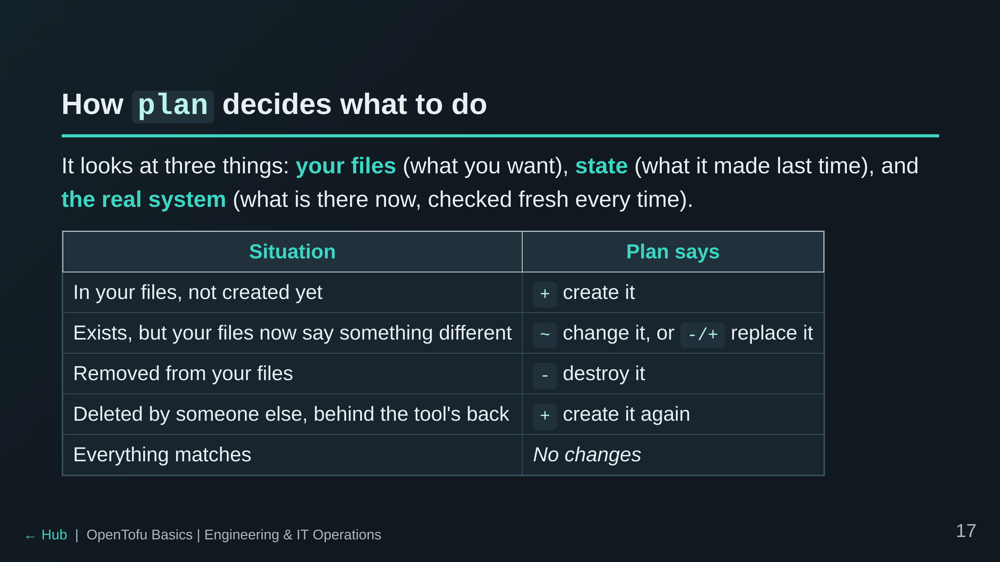 How plan decides what to do
It looks at three things: your files (what you want), state (what it made last time), and
the real system (what is there now, checked fresh every time).
Situation Plan says
In your files, not created yet + create it
Exists, but your files now say something different ~ change it, or -/+ replace it
Removed from your files - destroy it
Deleted by someone else, behind the tool's back + create it again
Everything matches No changes
← Hub | OpenTofu Basics | Engineering & IT Operations 17